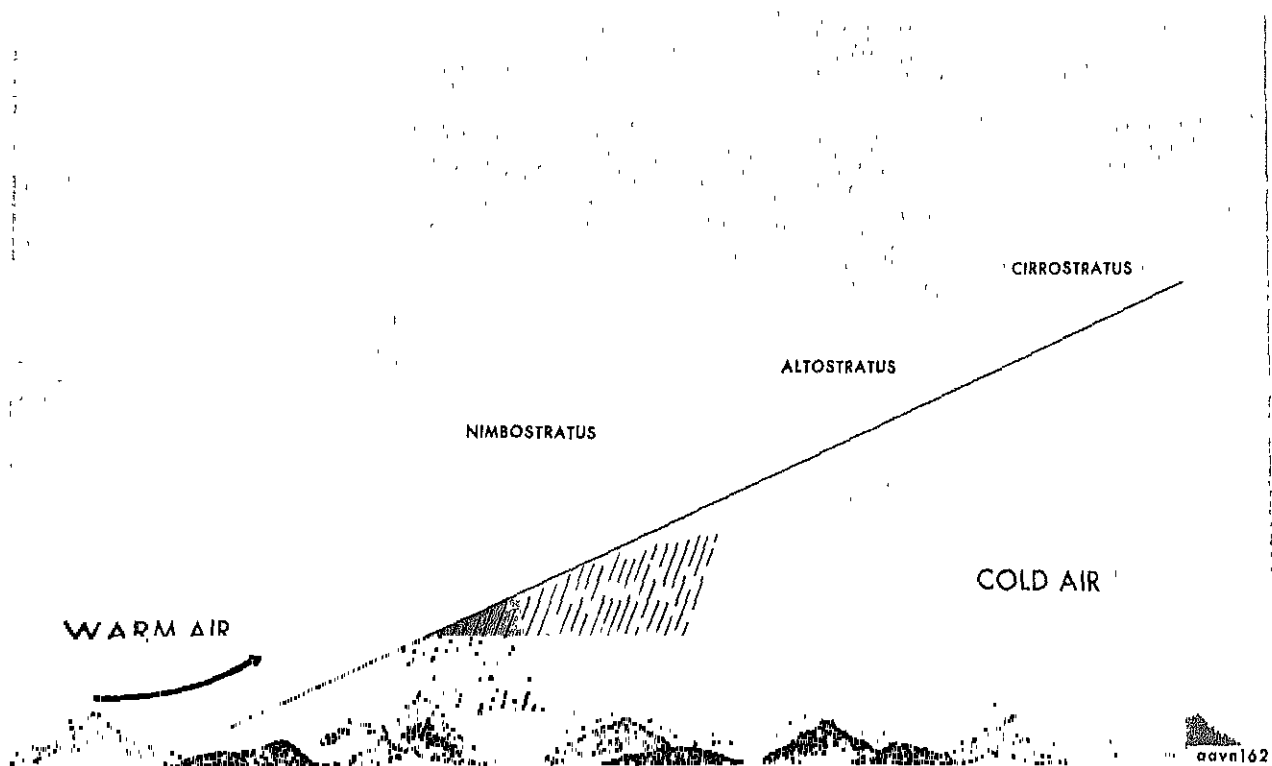 CIRROSTRATUS
ALTOSTRATUS
NIMBOSTRATUS
COLD AIR
WARM AIR
aavn162